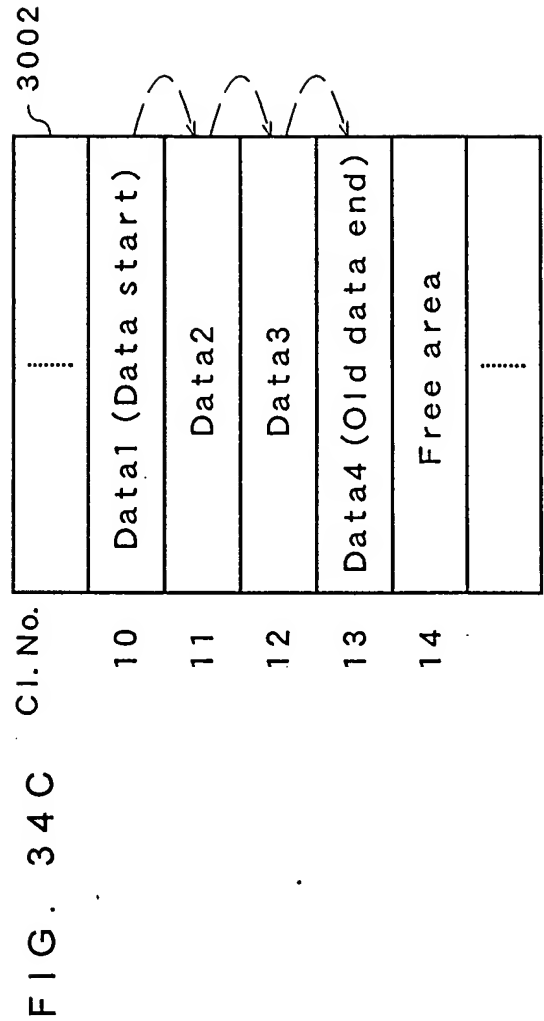 FIG. 34C
Cl. No.
3002
10 Data1 (Data start)
11 Data2
12 Data3
13 Data4 (Old data end)
14 Free area